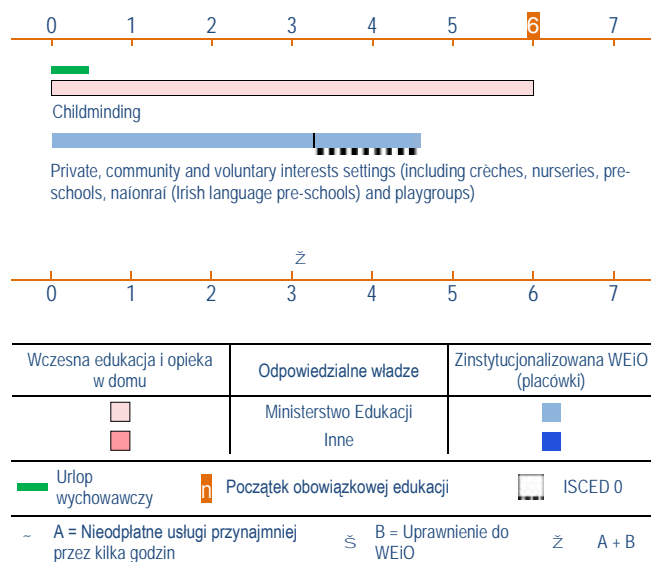 0 1 2 3 4 5 6 7
Childminding
Private, community and voluntary interests settings (including crèches, nurseries, pre-
schools, naíonraí (Irish language pre-schools) and playgroups)
Ž
0 1 2 3 4 5 6 7
Wczesna edukacja i opieka
w domu
Odpowiedzialne władze
Zinstytucjonalizowana WEiO
(placówki)
Ministerstwo Edukacji
Inne
Urlop
wychowawczy
n Początek obowiązkowej edukacji
ISCED 0
~ A = Nieodpłatne usługi przynajmniej
przez kilka godzin
Š B = Uprawnienie do
WEiO
Ž A + B